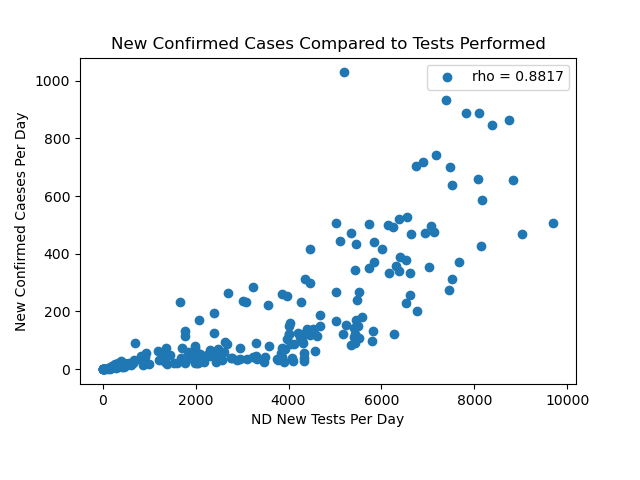 New Confirmed Cases Compared to Tests Performed
rho = 0.8817
New Confirmed Caeses Per Day
1000
800
600
400
200
0
0 2000 4000 6000 8000 10000
ND New Tests Per Day